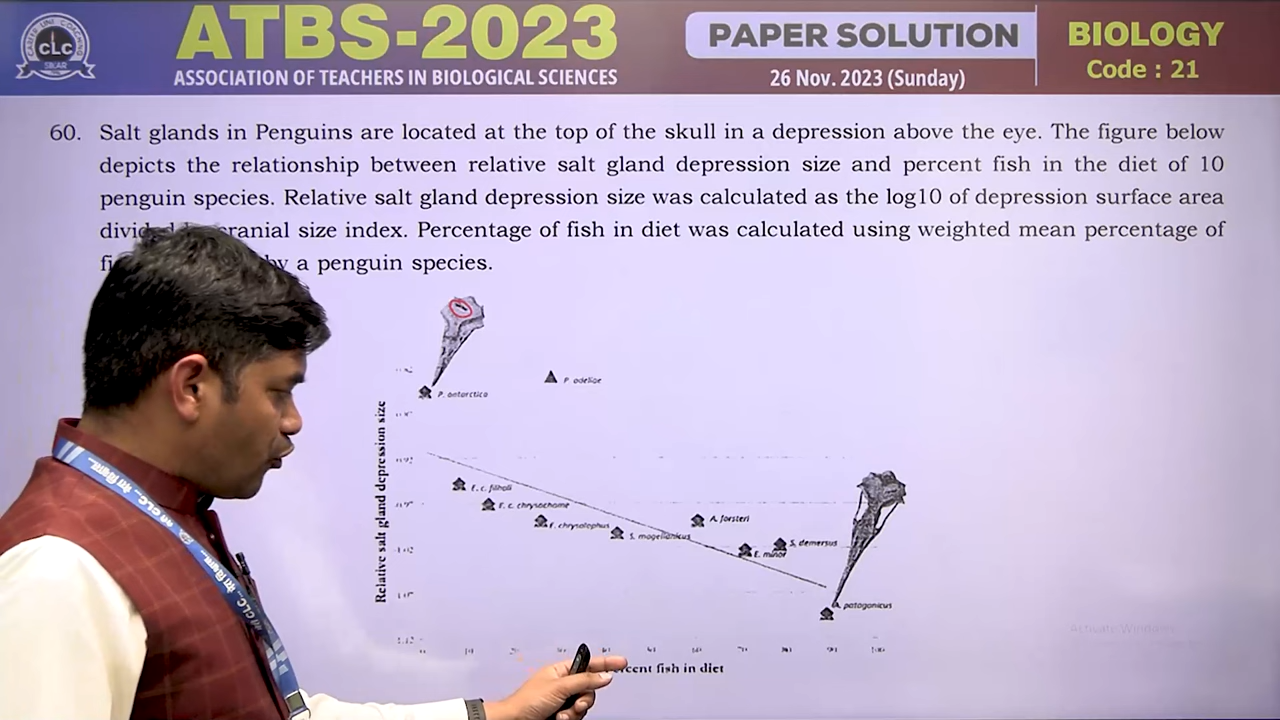 ATBS-2023
ASSOCIATION OF TEACHERS IN BIOLOGICAL SCIENCES
PAPER SOLUTION
26 Nov. 2023 (Sunday)
BIOLOGY
Code : 21
CLC
SIKAR
60. Salt glands in Penguins are located at the top of the skull in a depression above the eye. The figure below
depicts the relationship between relative salt gland depression size and percent fish in the diet of 10
penguin species. Relative salt gland depression size was calculated as the log10 of depression surface area
cranial size index. Percentage of fish in diet was calculated using weighted mean percentage of
by a penguin species.
P. adeliae
P. antarctica
Relative salt gland depression size
E. c. filholi
E. c. chrysochome
E. chrysolophus
S. magellanicus
A. forsteri
S. demersus
E. minor
A. patagonicus
fish in diet
Activate Windows